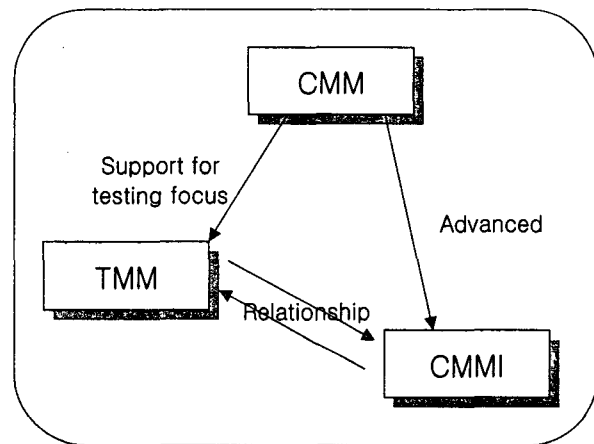 CMM
Support for
testing focus
Advanced
TMM
Relationship
CMMI